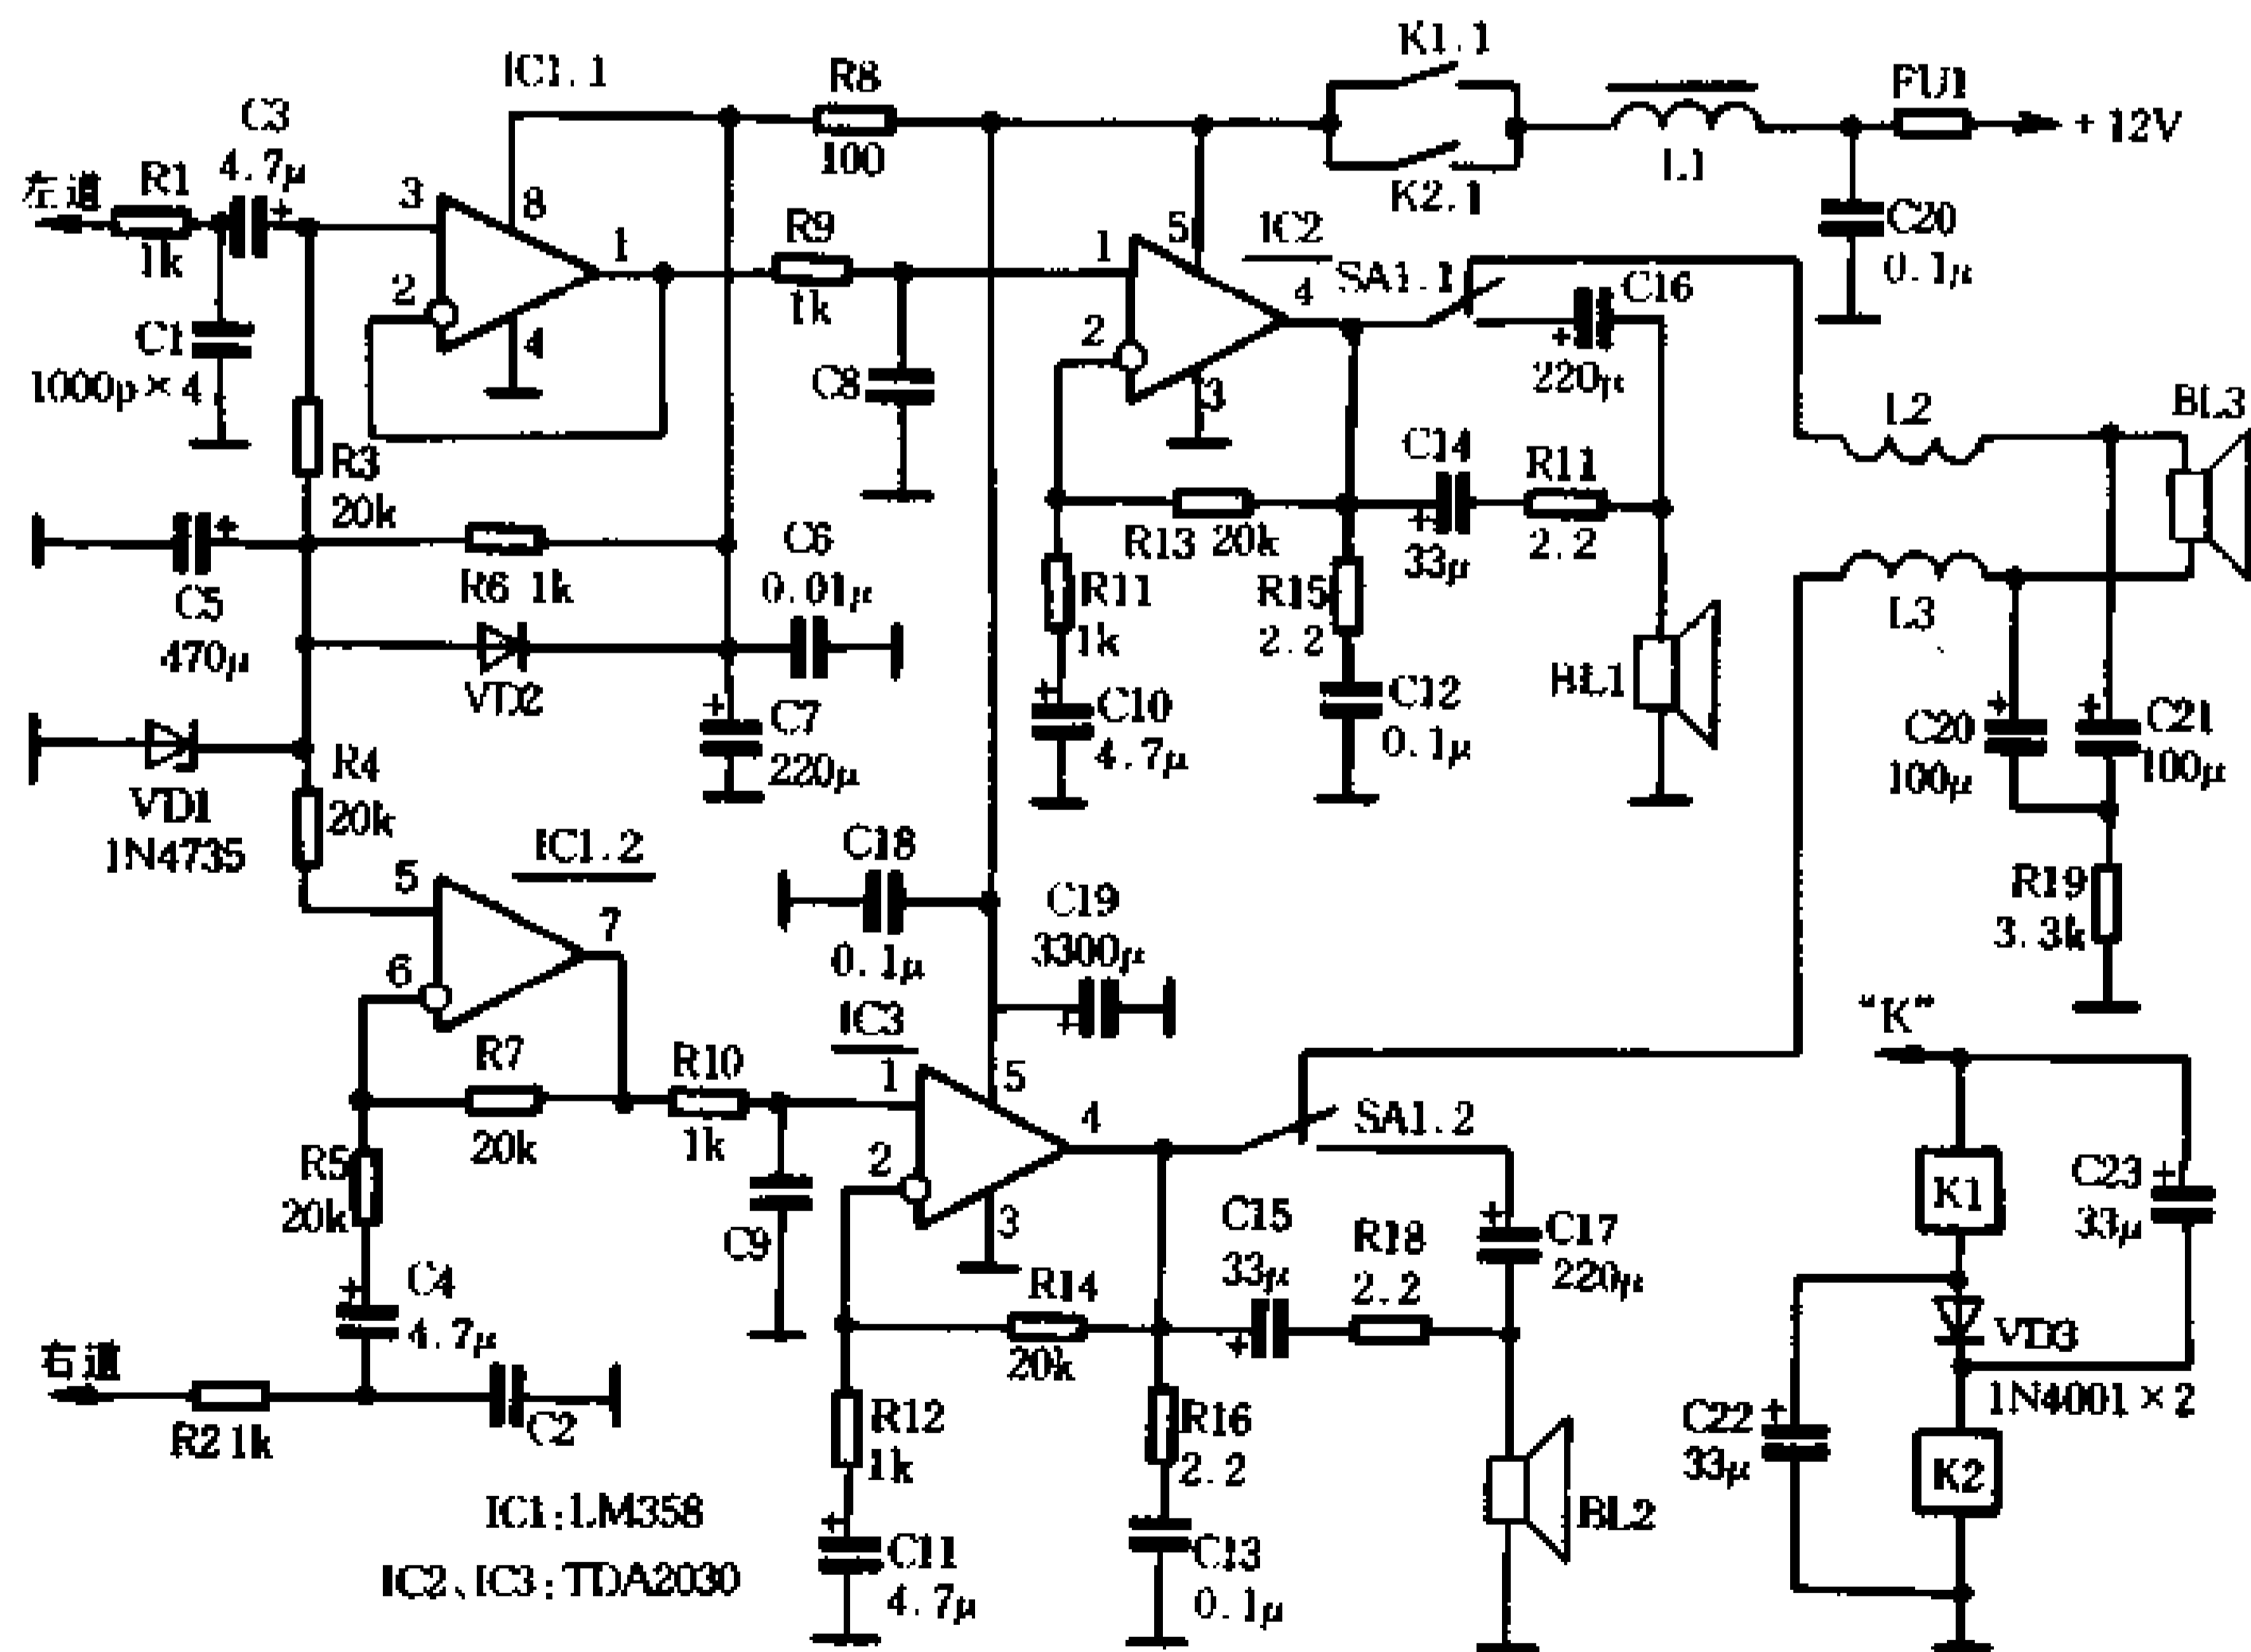 K1.1
IC1.1
R8
FU1
C3
4.7μ
100
+12V
L1
左道
R1
3
8
K2.1
1k
R9
5
IC2
C20
1
1
0.1μ
2
1k
SA1.1
4
C16
C1
4
2
220μ
1000p×4
C8
3
BL3
L2
R3
C14
R11
20k
C6
R13 20k
2.2
C5
R6 1k
0.01μ
33μ
R11
R15
L3
470μ
1k
2.2
VD2
C7
C10
C12
BL1
R4
220μ
4.7μ
0.1μ
C20
C21
VD1
20k
100μ
100μ
1N4735
C18
IC1.2
5
C19
R19
7
0.1μ
3300μ
3.3k
6
IC3
"K"
R7
R10
1
5
4
SA1.2
20k
1k
2
R5
C23
20k
3
C15
K1
33μ
C9
33μ
R18
C17
C4
R14
2.2
220μ
4.7μ
VD3
右道
20k
1N4001×2
R2 1k
C2
R12
R16
C22
1k
2.2
33μ
K2
IC1:LM358
BL2
IC2、IC3:TDA2030
C11
C13
4.7μ
0.1μ